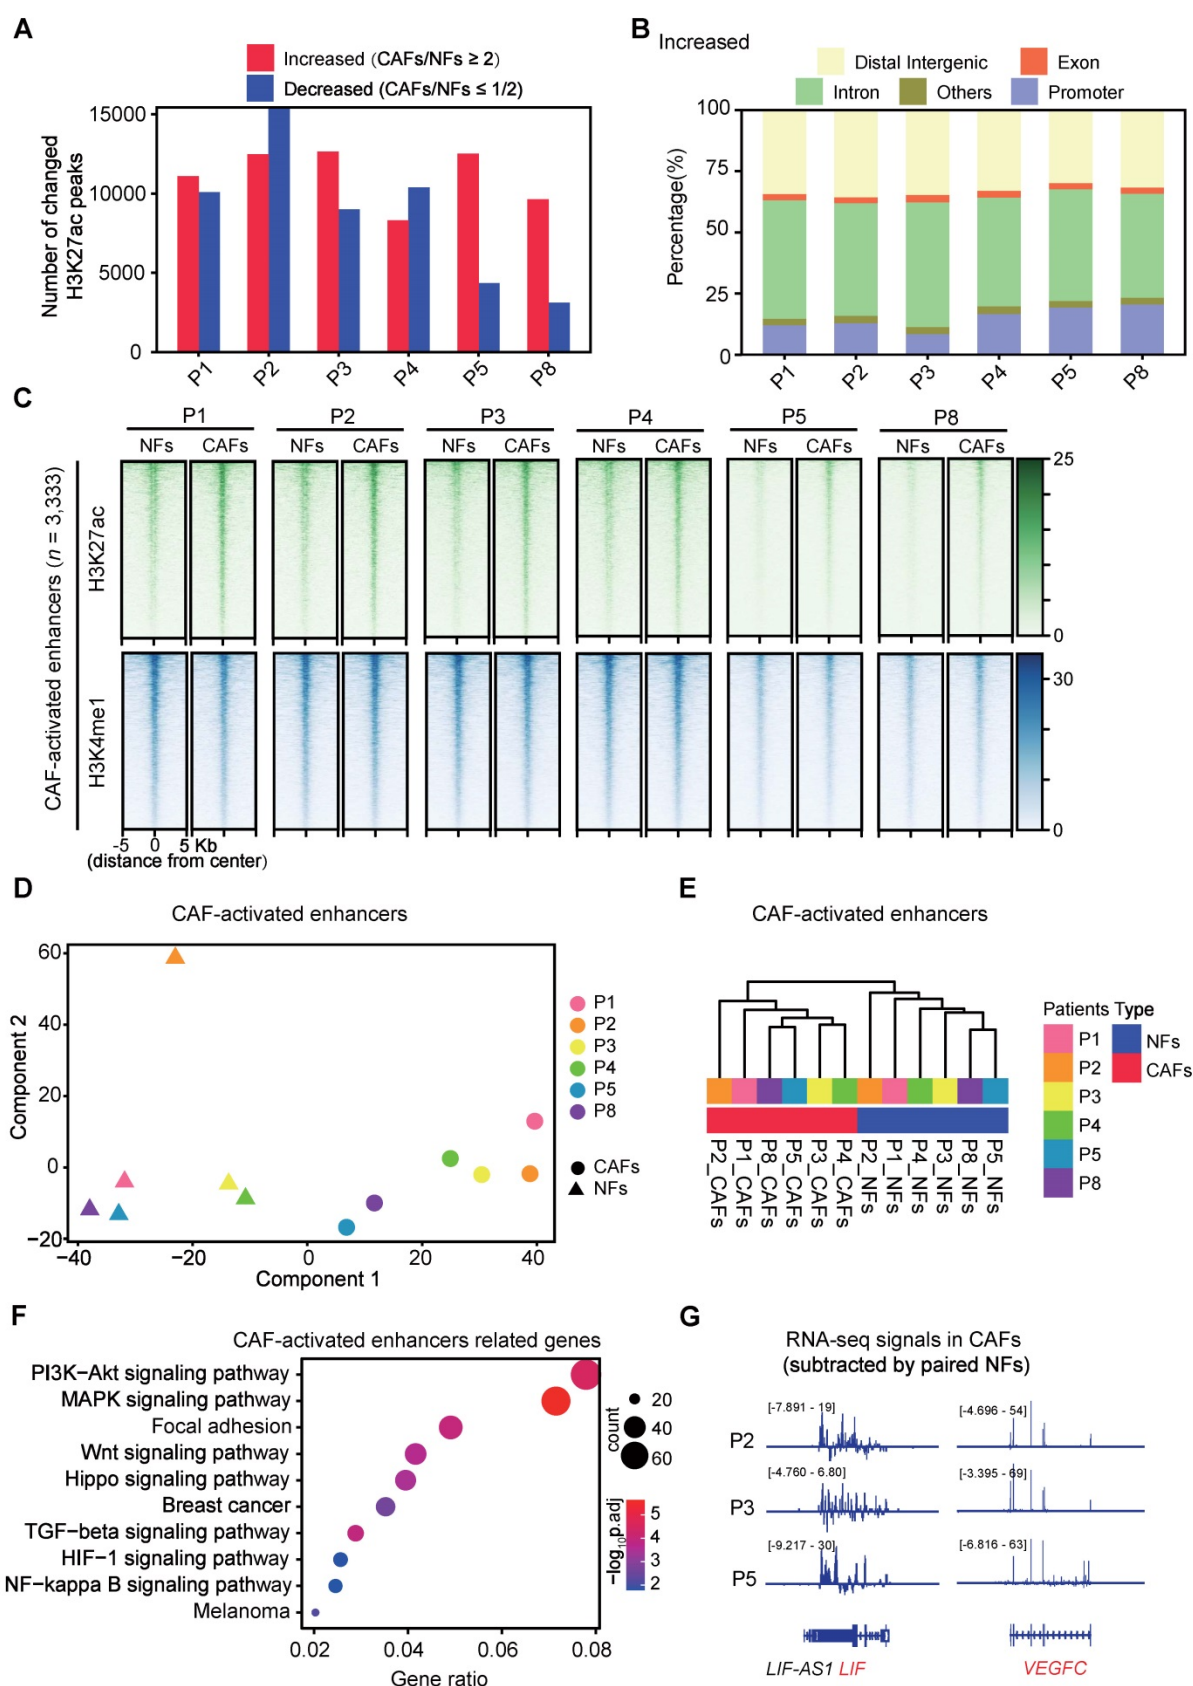 A
Increased (CAFs/NFs ≥ 2)
Decreased (CAFs/NFs ≤ 1/2)
Number of changed
H3K27ac peaks
15000
10000
5000
0
P1 P2 P3 P4 P5 P8
B
Increased
Distal Intergenic Exon
Intron Others Promoter
Percentage(%)
100
75
50
25
0
P1 P2 P3 P4 P5 P8
C
P1 P2 P3 P4 P5 P8
NFs CAFs NFs CAFs NFs CAFs NFs CAFs NFs CAFs NFs CAFs
CAF-activated enhancers (n = 3,333)
H3K27ac
25
0
H3K4me1
30
0
-5 0 5 Kb
(distance from center)
D
CAF-activated enhancers
Component 2
60
40
20
0
−20
−40 −20 0 20 40
Component 1
P1
P2
P3
P4
P5
P8
CAFs
NFs
E
CAF-activated enhancers
P2_CAFs
P1_CAFs
P8_CAFs
P5_CAFs
P3_CAFs
P4_CAFs
P2_NFs
P1_NFs
P4_NFs
P3_NFs
P8_NFs
P5_NFs
Patients Type
P1 NFs
P2 CAFs
P3
P4
P5
P8
F
CAF-activated enhancers related genes
PI3K−Akt signaling pathway
MAPK signaling pathway
Focal adhesion
Wnt signaling pathway
Hippo signaling pathway
Breast cancer
TGF−beta signaling pathway
HIF−1 signaling pathway
NF−kappa B signaling pathway
Melanoma
0.02 0.04 0.06 0.08
Gene ratio
count
20
40
60
−log10p.adj
5
4
3
2
G
RNA-seq signals in CAFs
(subtracted by paired NFs)
P2 [-7.891 - 19] [-4.696 - 54]
P3 [-4.760 - 6.80] [-3.395 - 69]
P5 [-9.217 - 30] [-6.816 - 63]
LIF-AS1 LIF VEGFC